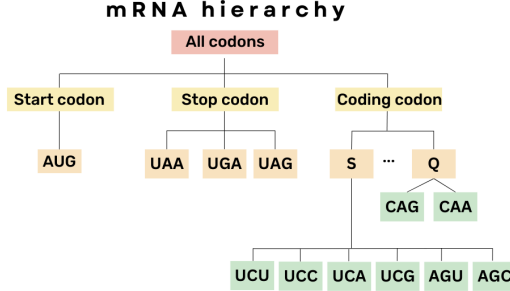 mRNA hierarchy
All codons
Start codon
Stop codon
Coding codon
AUG
UAA
UGA
UAG
S
...
Q
CAG
CAA
UCU
UCC
UCA
UCG
AGU
AGC